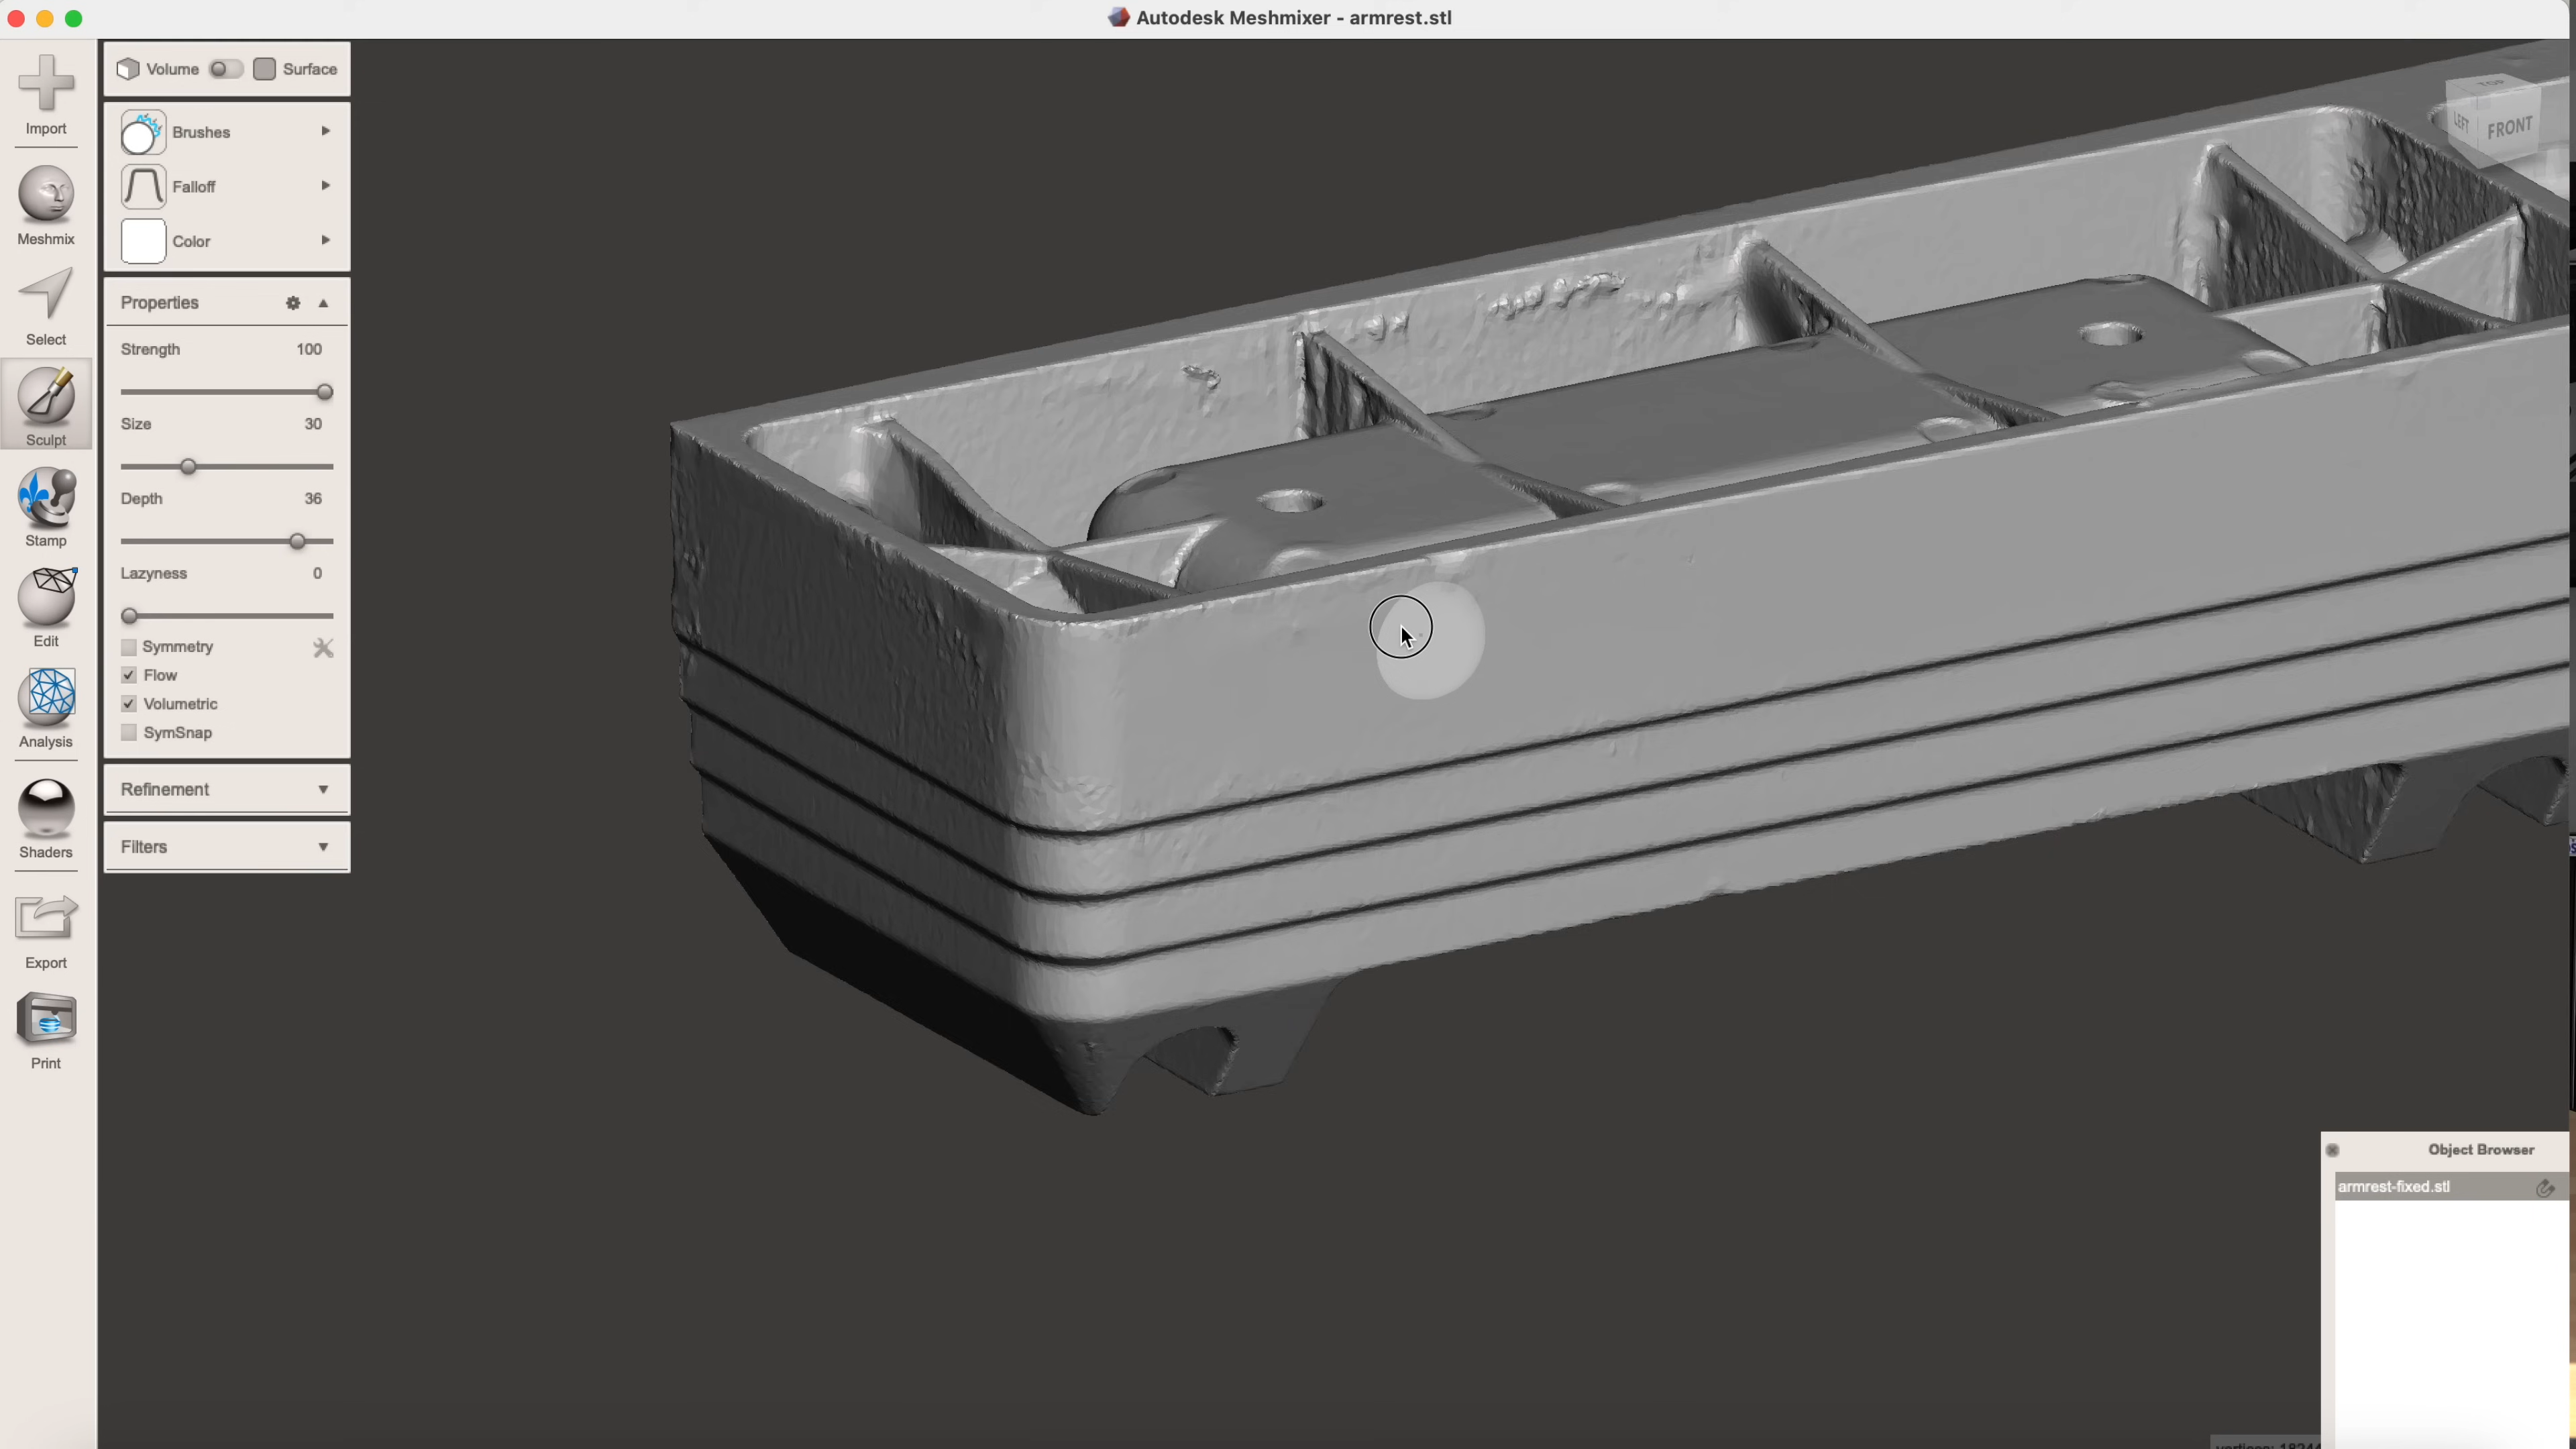 Autodesk Meshmixer - armrest.stl
Import
Meshmix
Select
Sculpt
Stamp
Edit
Analysis
Shaders
Export
Print
Volume Surface
Brushes
Falloff
Color
Properties
Strength 100
Size 30
Depth 36
Lazyness 0
Symmetry
Flow
Volumetric
SymSnap
Refinement
Filters
TOP
LEFT FRONT
Object Browser
armrest-fixed.stl